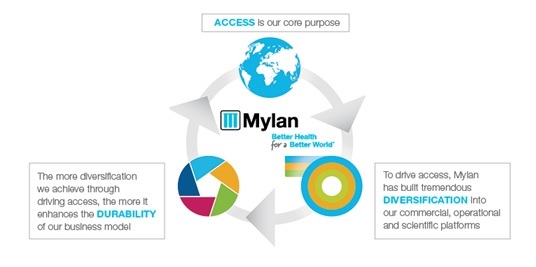 ACCESS is our core purpose
Mylan
Better Health
for a Better World™
The more diversification
we achieve through
driving access, the more it
enhances the DURABILITY
of our business model
To drive access, Mylan
has built tremendous
DIVERSIFICATION into
our commercial, operational
and scientific platforms